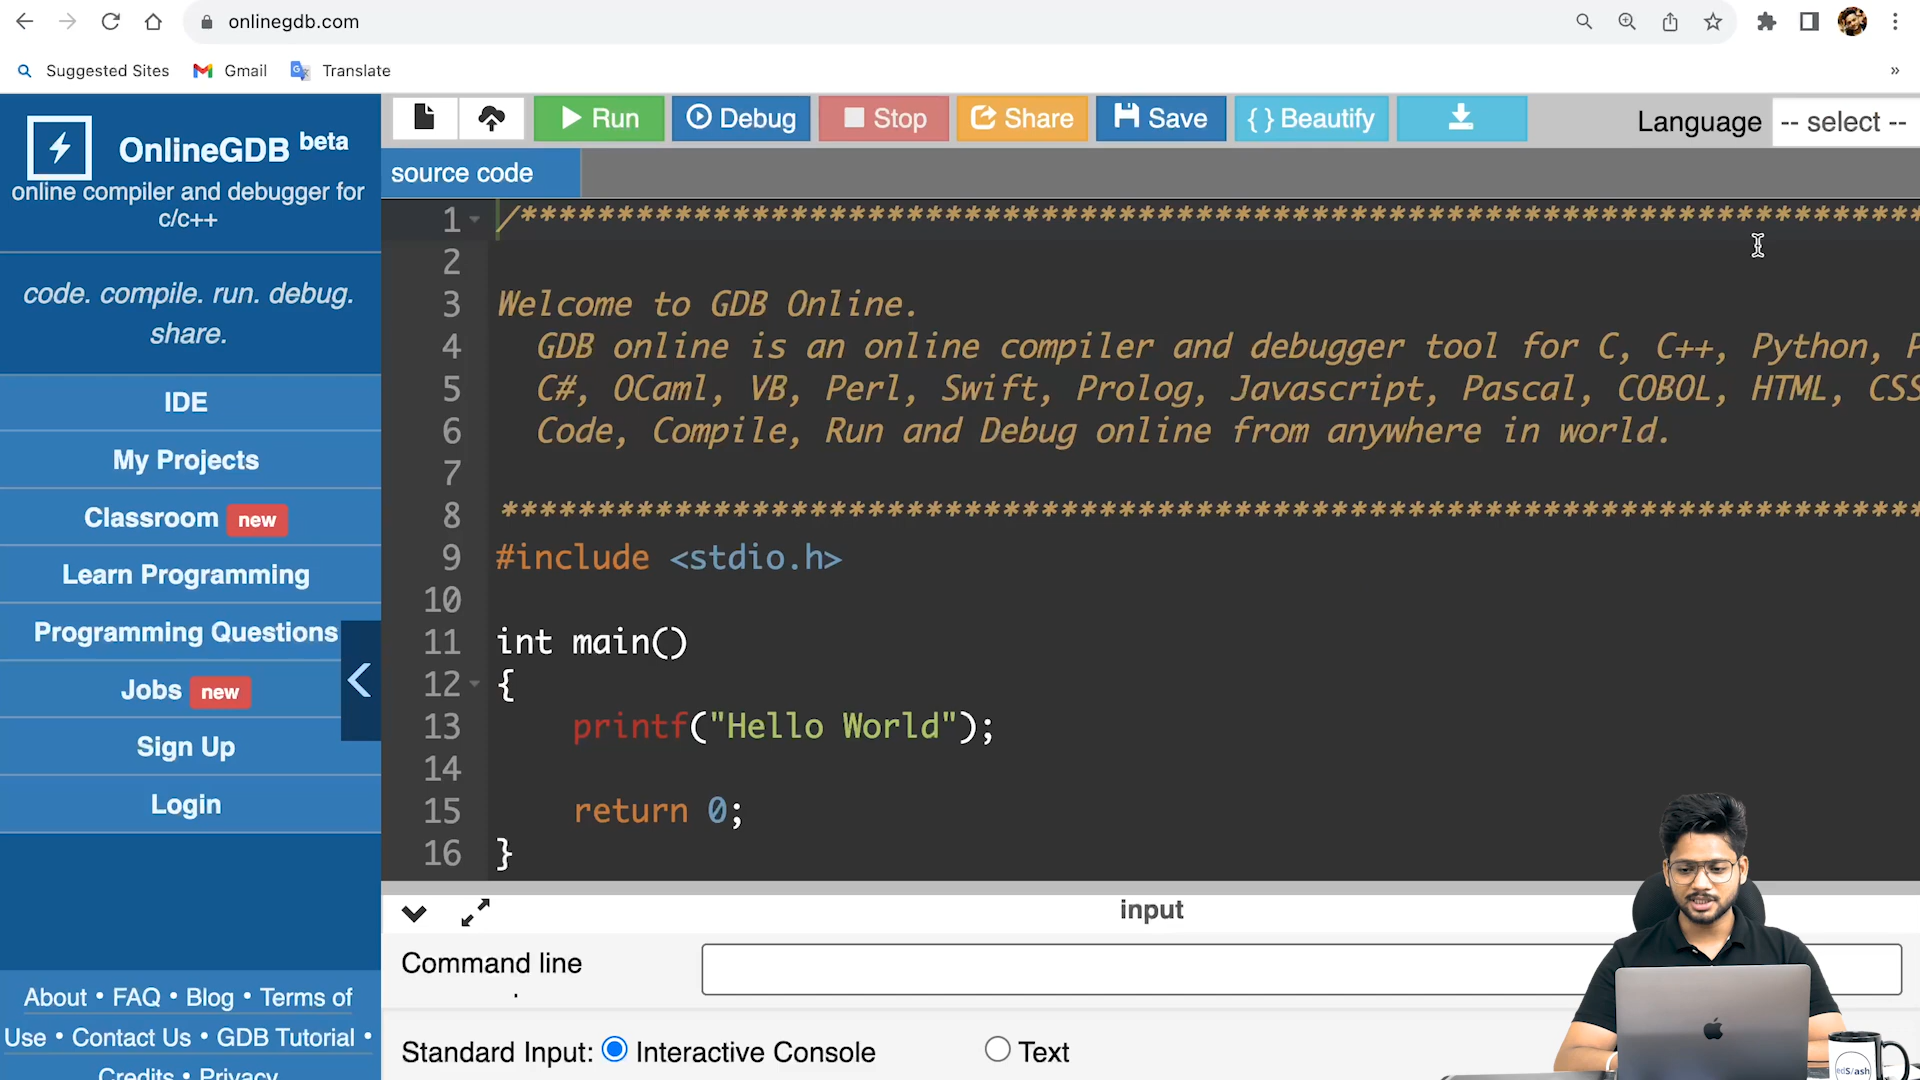 onlinegdb.com
Suggested Sites Gmail Translate »
OnlineGDB beta
online compiler and debugger for
c/c++
code. compile. run. debug.
share.
IDE
My Projects
Classroom new
Learn Programming
Programming Questions
Jobs new
Sign Up
Login
About • FAQ • Blog • Terms of
Use • Contact Us • GDB Tutorial •
Credits • Privacy
Run Debug Stop Share Save { } Beautify Language -- select --
source code
1 /******************************************************************************
2
3 Welcome to GDB Online.
4 GDB online is an online compiler and debugger tool for C, C++, Python,
5 C#, OCaml, VB, Perl, Swift, Prolog, Javascript, Pascal, COBOL, HTML, CSS
6 Code, Compile, Run and Debug online from anywhere in world.
7
8 *******************************************************************************
9 #include <stdio.h>
10
11 int main()
12 {
13 printf("Hello World");
14
15 return 0;
16 }
input
Command line
Standard Input: Interactive Console Text
edSlash